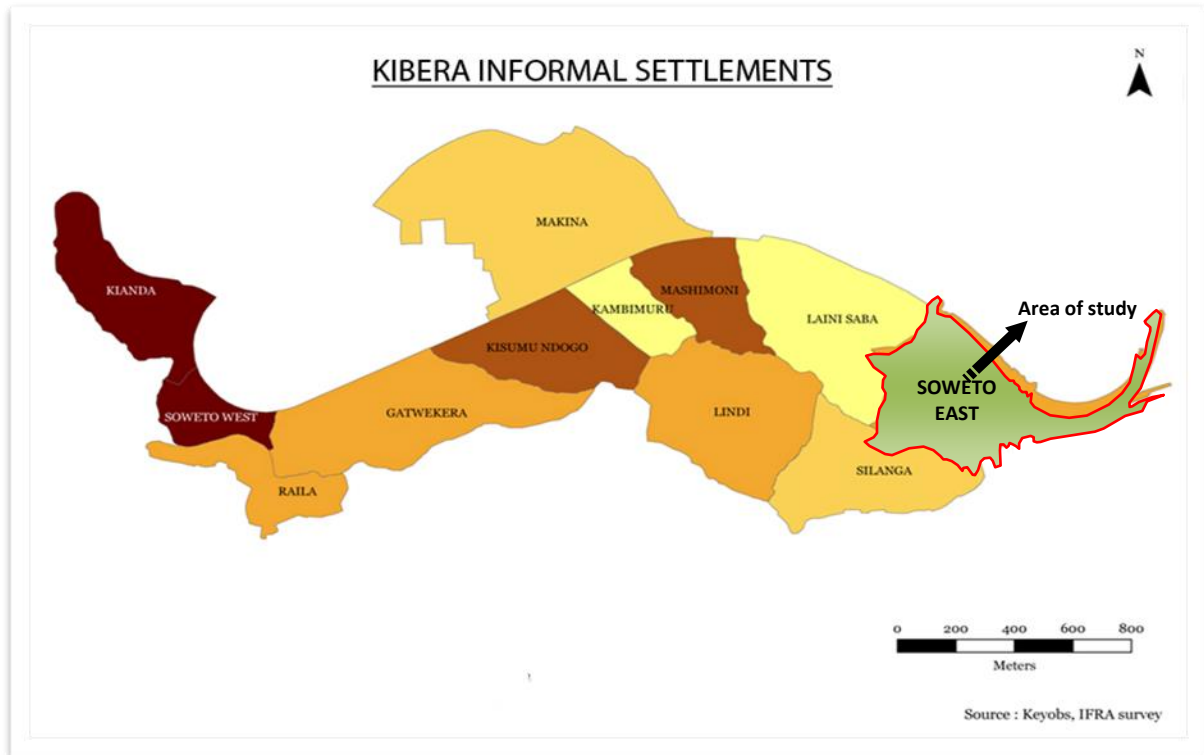 KIBERA INFORMAL SETTLEMENTS
N
MAKINA
KIANDA
MASHIMONI
KAMBIMURU
LAINI SABA
Area of study
KISUMU NDOGO
SOWETO
EAST
SOWETO WEST
GATWEKERA
LINDI
SILANGA
RAILA
0 200 400 600 800
Meters
Source : Keyobs, IFRA survey